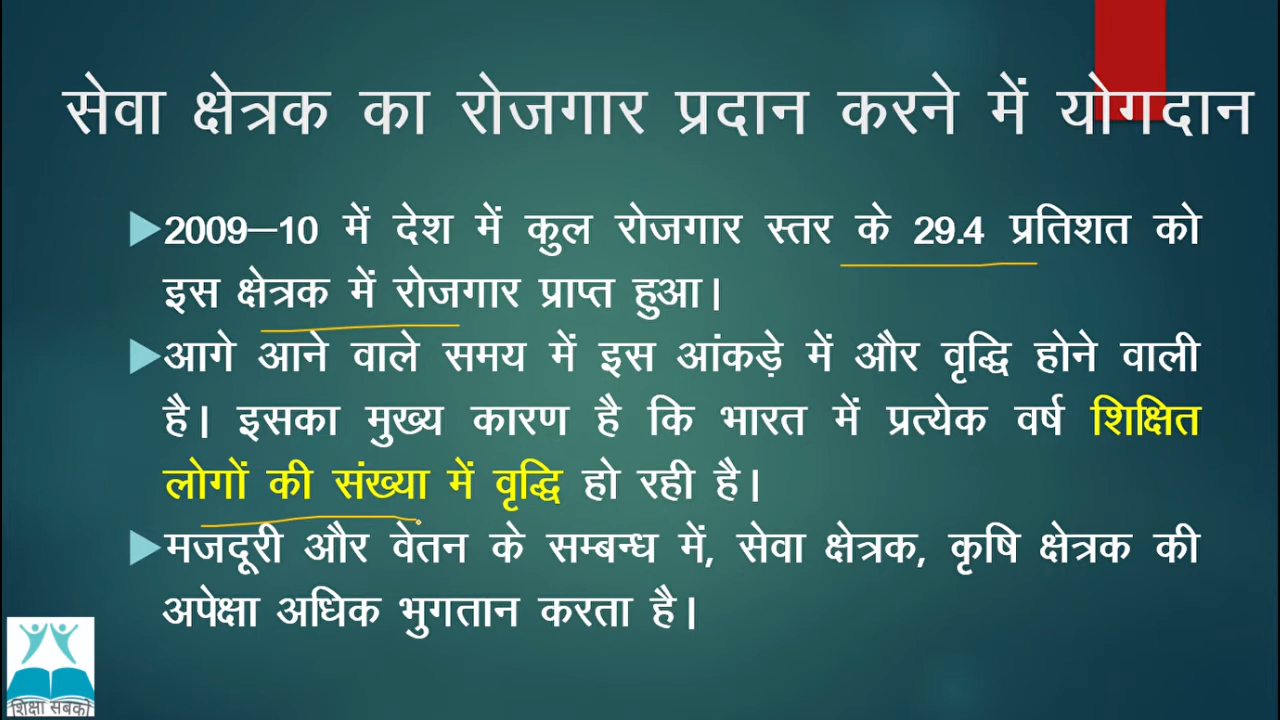 सेवा क्षेत्रक का रोजगार प्रदान करने में योगदान
2009–10 में देश में कुल रोजगार स्तर के 29.4 प्रतिशत को
इस क्षेत्रक में रोजगार प्राप्त हुआ।
आगे आने वाले समय में इस आंकड़े में और वृद्धि होने वाली
है। इसका मुख्य कारण है कि भारत में प्रत्येक वर्ष शिक्षित
लोगों की संख्या में वृद्धि हो रही है।
मजदूरी और वेतन के सम्बन्ध में, सेवा क्षेत्रक, कृषि क्षेत्रक की
अपेक्षा अधिक भुगतान करता है।
शिक्षा सबको